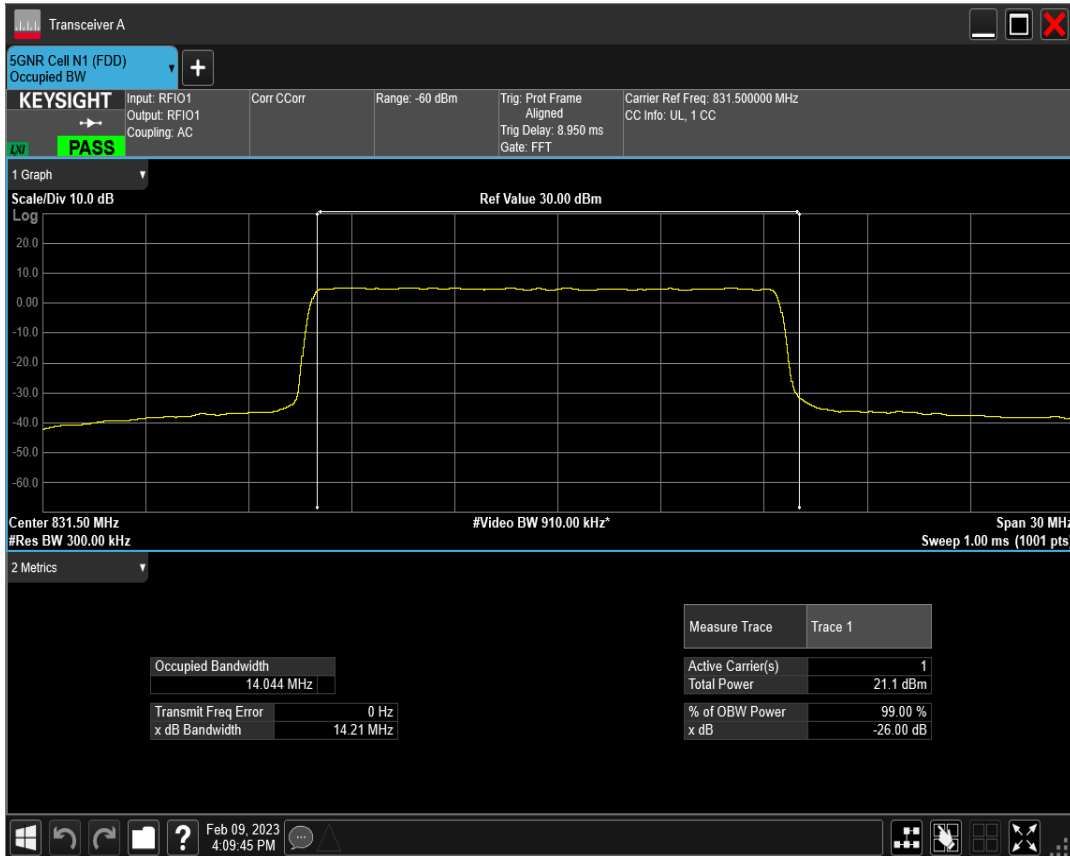 Transceiver A
5GNR Cell N1 (FDD)
Occupied BW
+
KEYSIGHT
LXI
PASS
Input: RFIO1
Output: RFIO1
Coupling: AC
Corr CCorr
Range: -60 dBm
Trig: Prot Frame
Aligned
Trig Delay: 8.950 ms
Gate: FFT
Carrier Ref Freq: 831.500000 MHz
CC Info: UL, 1 CC
1 Graph
Scale/Div 10.0 dB
Ref Value 30.00 dBm
Log
20.0
10.0
0.00
-10.0
-20.0
-30.0
-40.0
-50.0
-60.0
Center 831.50 MHz
#Video BW 910.00 kHz*
Span 30 MHz
#Res BW 300.00 kHz
Sweep 1.00 ms (1001 pts)
2 Metrics
Measure Trace Trace 1
Occupied Bandwidth
14.044 MHz
Active Carrier(s) 1
Total Power 21.1 dBm
Transmit Freq Error 0 Hz
x dB Bandwidth 14.21 MHz
% of OBW Power 99.00 %
x dB -26.00 dB
?
Feb 09, 2023
4:09:45 PM